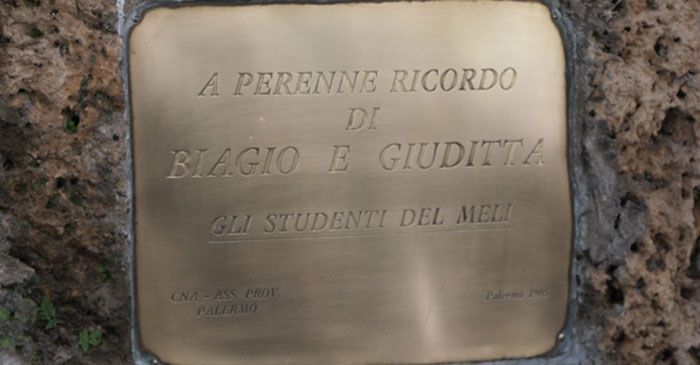 A PERENNE RICORDO
DI
BIAGIO E GIUDITTA
GLI STUDENTI DEL MELI
CNA - ASS. PROV.
PALERMO
Palermo 1985